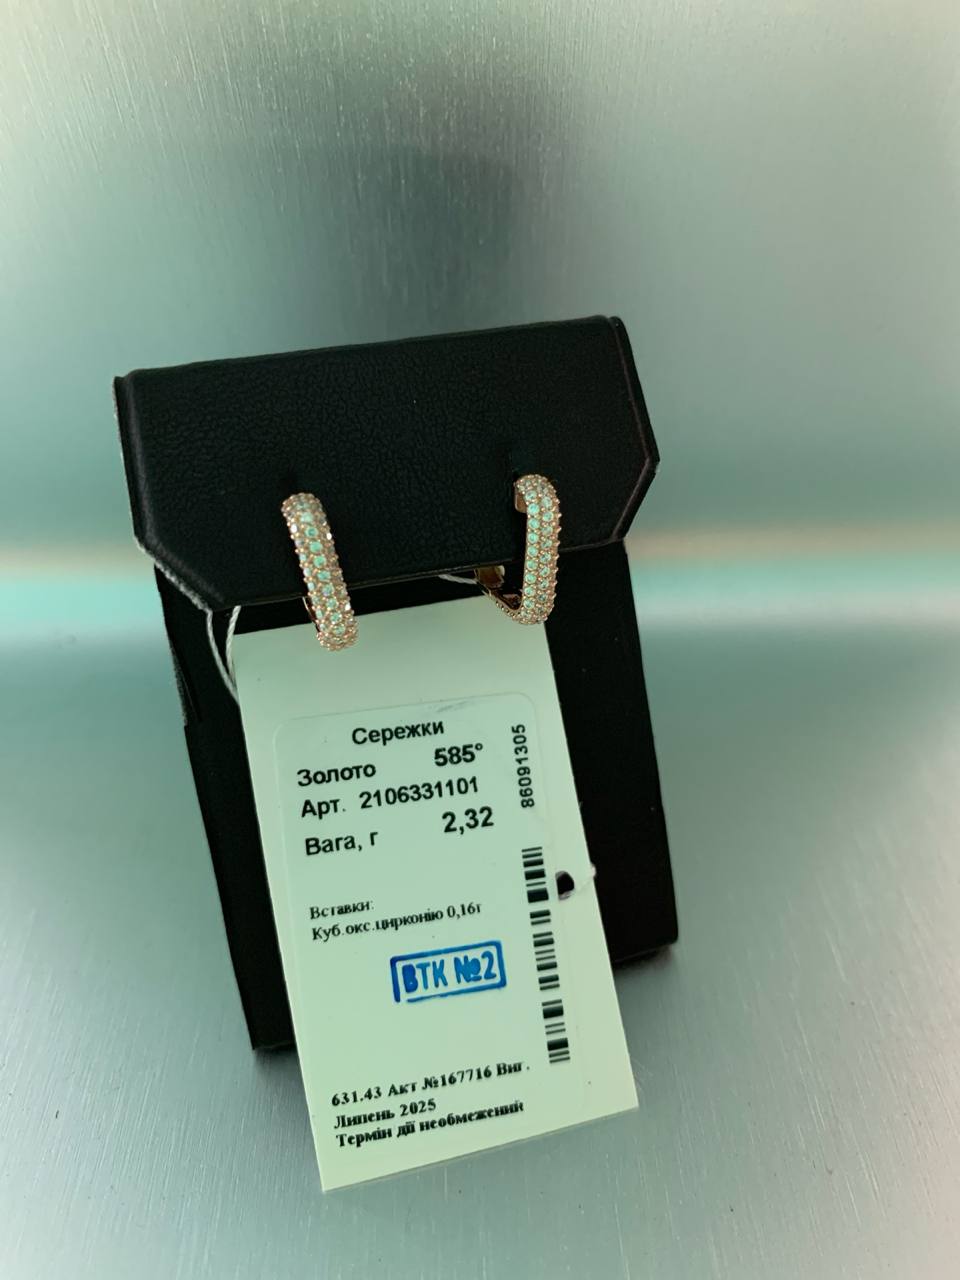 Сережки
Золото 585°
Арт. 2106331101
Вага, г 2,32
86091305
Вставки:
Куб.окс.цирконію 0,16г
ВТК №2
631.43 Акт №167716 Виг.
Липень 2025
Термін дії необмежений